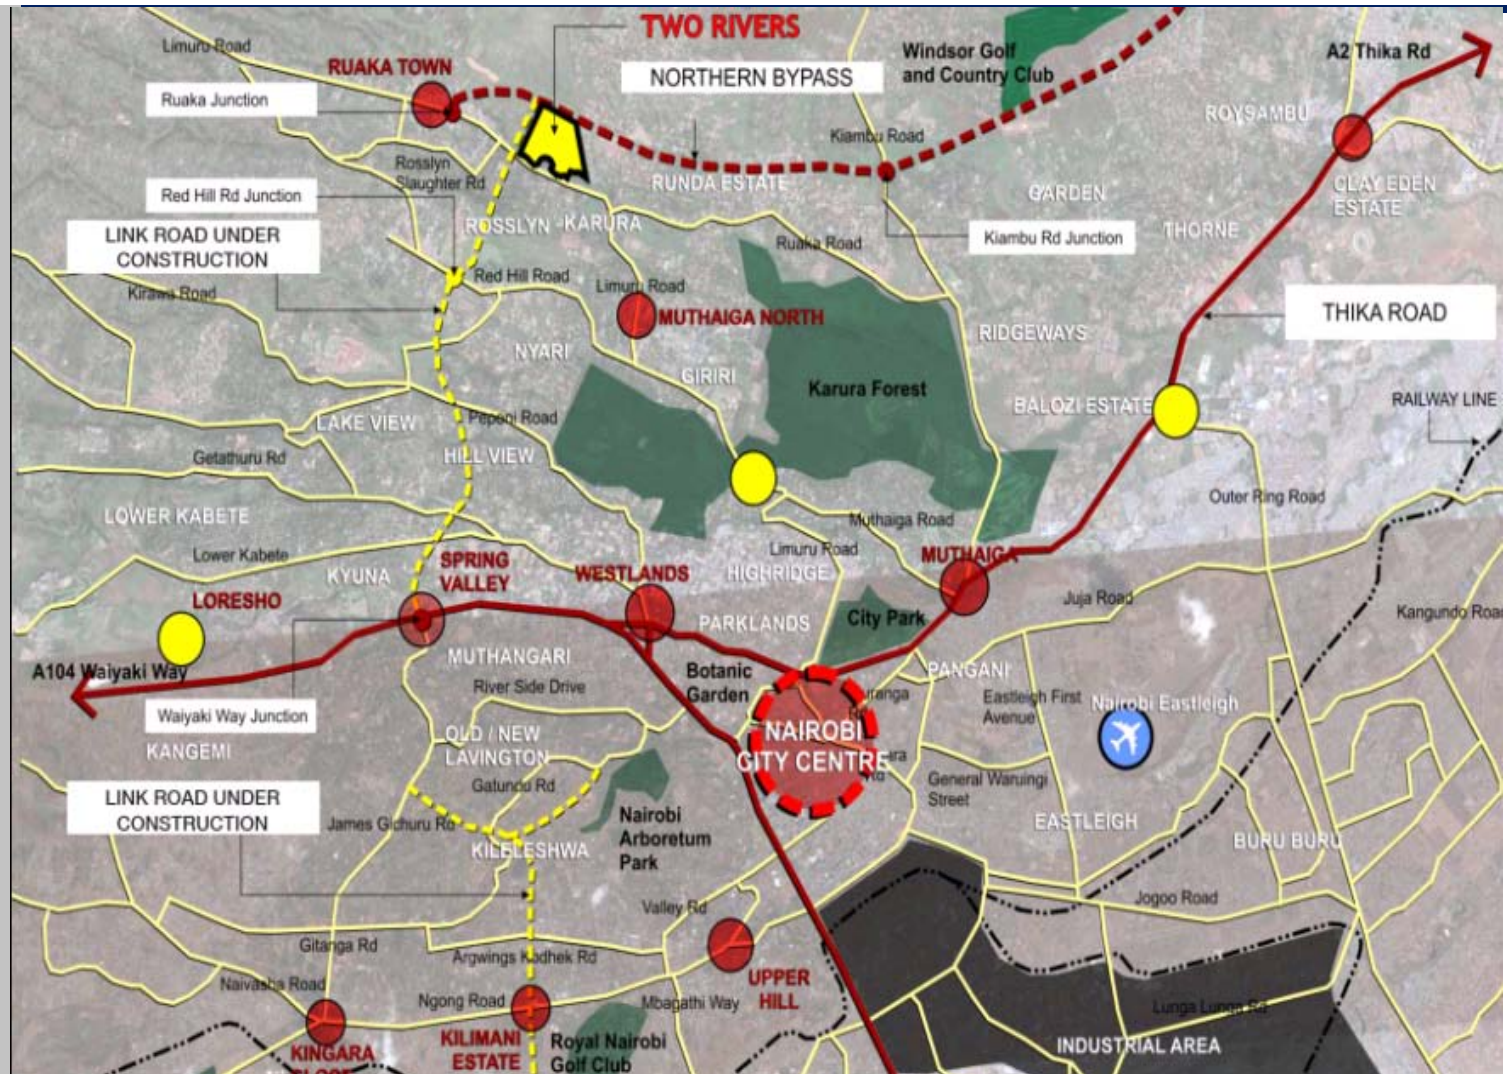 TWO RIVERS
Limuru Road
RUAKA TOWN
NORTHERN BYPASS
Windsor Golf
and Country Club
A2 Thika Rd
Ruaka Junction
ROYSAMBU
Kiambu Road
Rosslyn
Slaughter Rd
RUNDA ESTATE
GARDEN
CLAY EDEN
ESTATE
Red Hill Rd Junction
ROSSLYN -KARURA
THORNE
LINK ROAD UNDER
CONSTRUCTION
Ruaka Road
Kiambu Rd Junction
Red Hill Road
Kirawa Road
Limuru Road
MUTHAIGA NORTH
THIKA ROAD
RIDGEWAYS
NYARI
GIRIRI
Karura Forest
BALOZI ESTATE
RAILWAY LINE
LAKE VIEW
Peponi Road
Getathuru Rd
HILL VIEW
Outer Ring Road
LOWER KABETE
Muthaiga Road
Lower Kabete
Limuru Road
MUTHAIGA
SPRING
VALLEY
KYUNA
WESTLANDS
HIGHRIDGE
LORESHO
Juja Road
Kangundo Road
City Park
PARKLANDS
MUTHANGARI
A104 Waiyaki Way
Botanic
Garden
PANGANI
River Side Drive
Eastleigh First
Avenue
Nairobi Eastleigh
Waiyaki Way Junction
KANGEMI
OLD / NEW
LAVINGTON
NAIROBI
CITY CENTRE
Rd
Gatundu Rd
General Waruingi
Street
LINK ROAD UNDER
CONSTRUCTION
James Gichuru Rd
Nairobi
Arboretum
Park
EASTLEIGH
KILELESHWA
BURU BURU
Jogoo Road
Valley Rd
Gitanga Rd
Argwings Kodhek Rd
Naivasha Road
Ngong Road
Mbagathi Way
UPPER
HILL
Lunga Lunga Rd
KINGARA
KILIMANI
ESTATE
Royal Nairobi
Golf Club
INDUSTRIAL AREA